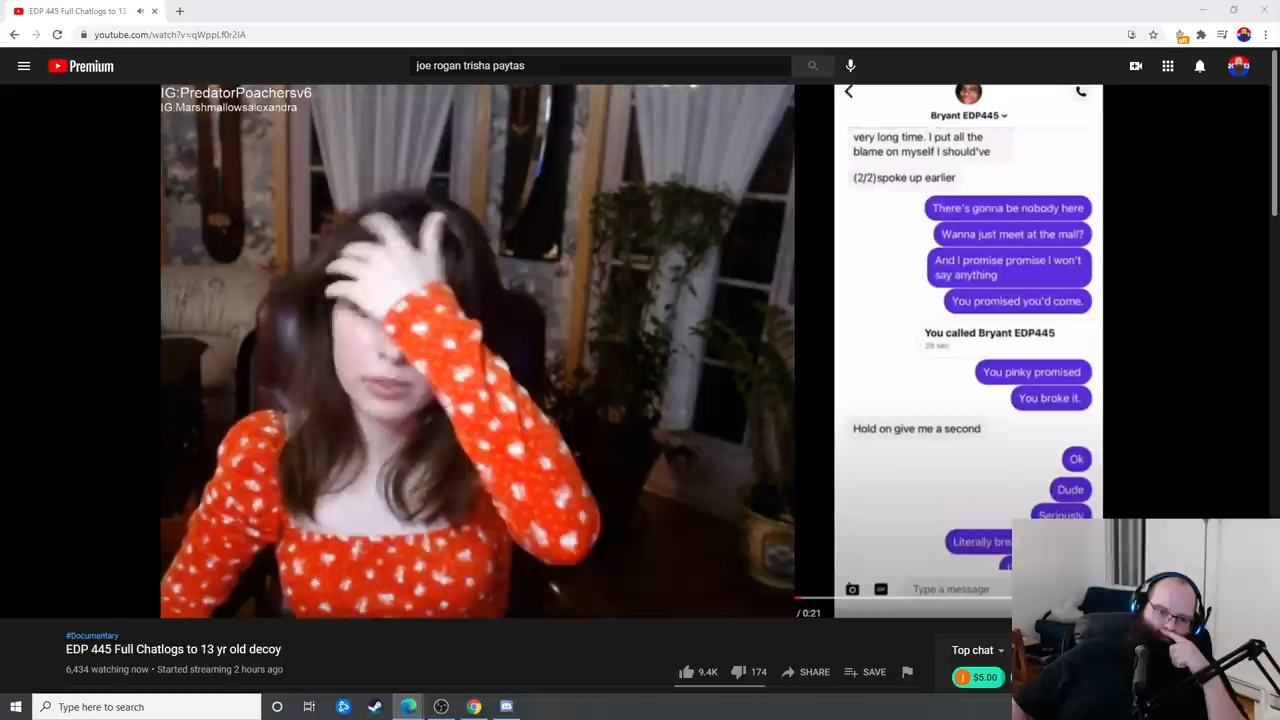 EDP 445 Full Chatlogs to 13
youtube.com/watch?v=qWppLf0r2IA
Premium
joe rogan trisha paytas
IG:PredatorPoachersv6
IG:Marshmallowsalexandra
Bryant EDP445
very long time. I put all the
blame on myself I should've
(2/2)spoke up earlier
There's gonna be nobody here
Wanna just meet at the mall?
And I promise promise I won't
say anything
You promised you'd come.
You called Bryant EDP445
29 sec
You pinky promised
You broke it.
Hold on give me a second
Ok
Dude
Seriously
Literally bre
Type a message
/ 0:21
#Documentary
EDP 445 Full Chatlogs to 13 yr old decoy
6,434 watching now • Started streaming 2 hours ago
9.4K
174
SHARE
SAVE
Top chat
$5.00
Type here to search